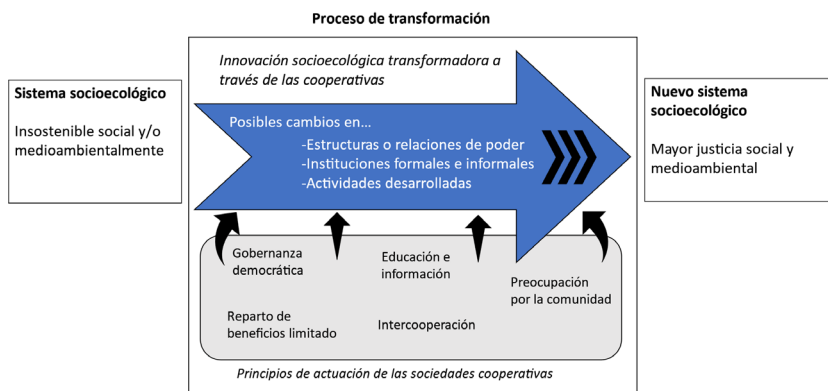 Proceso de transformación
Sistema socioecológico
Insostenible social y/o
medioambientalmente
Innovación socioecológica transformadora a
través de las cooperativas
Posibles cambios en...
-Estructuras o relaciones de poder
-Instituciones formales e informales
-Actividades desarrolladas
Nuevo sistema
socioecológico
Mayor justicia social y
medioambiental
Gobernanza
democrática
Educación e
información
Preocupación
por la comunidad
Reparto de
beneficios limitado
Intercooperación
Principios de actuación de las sociedades cooperativas